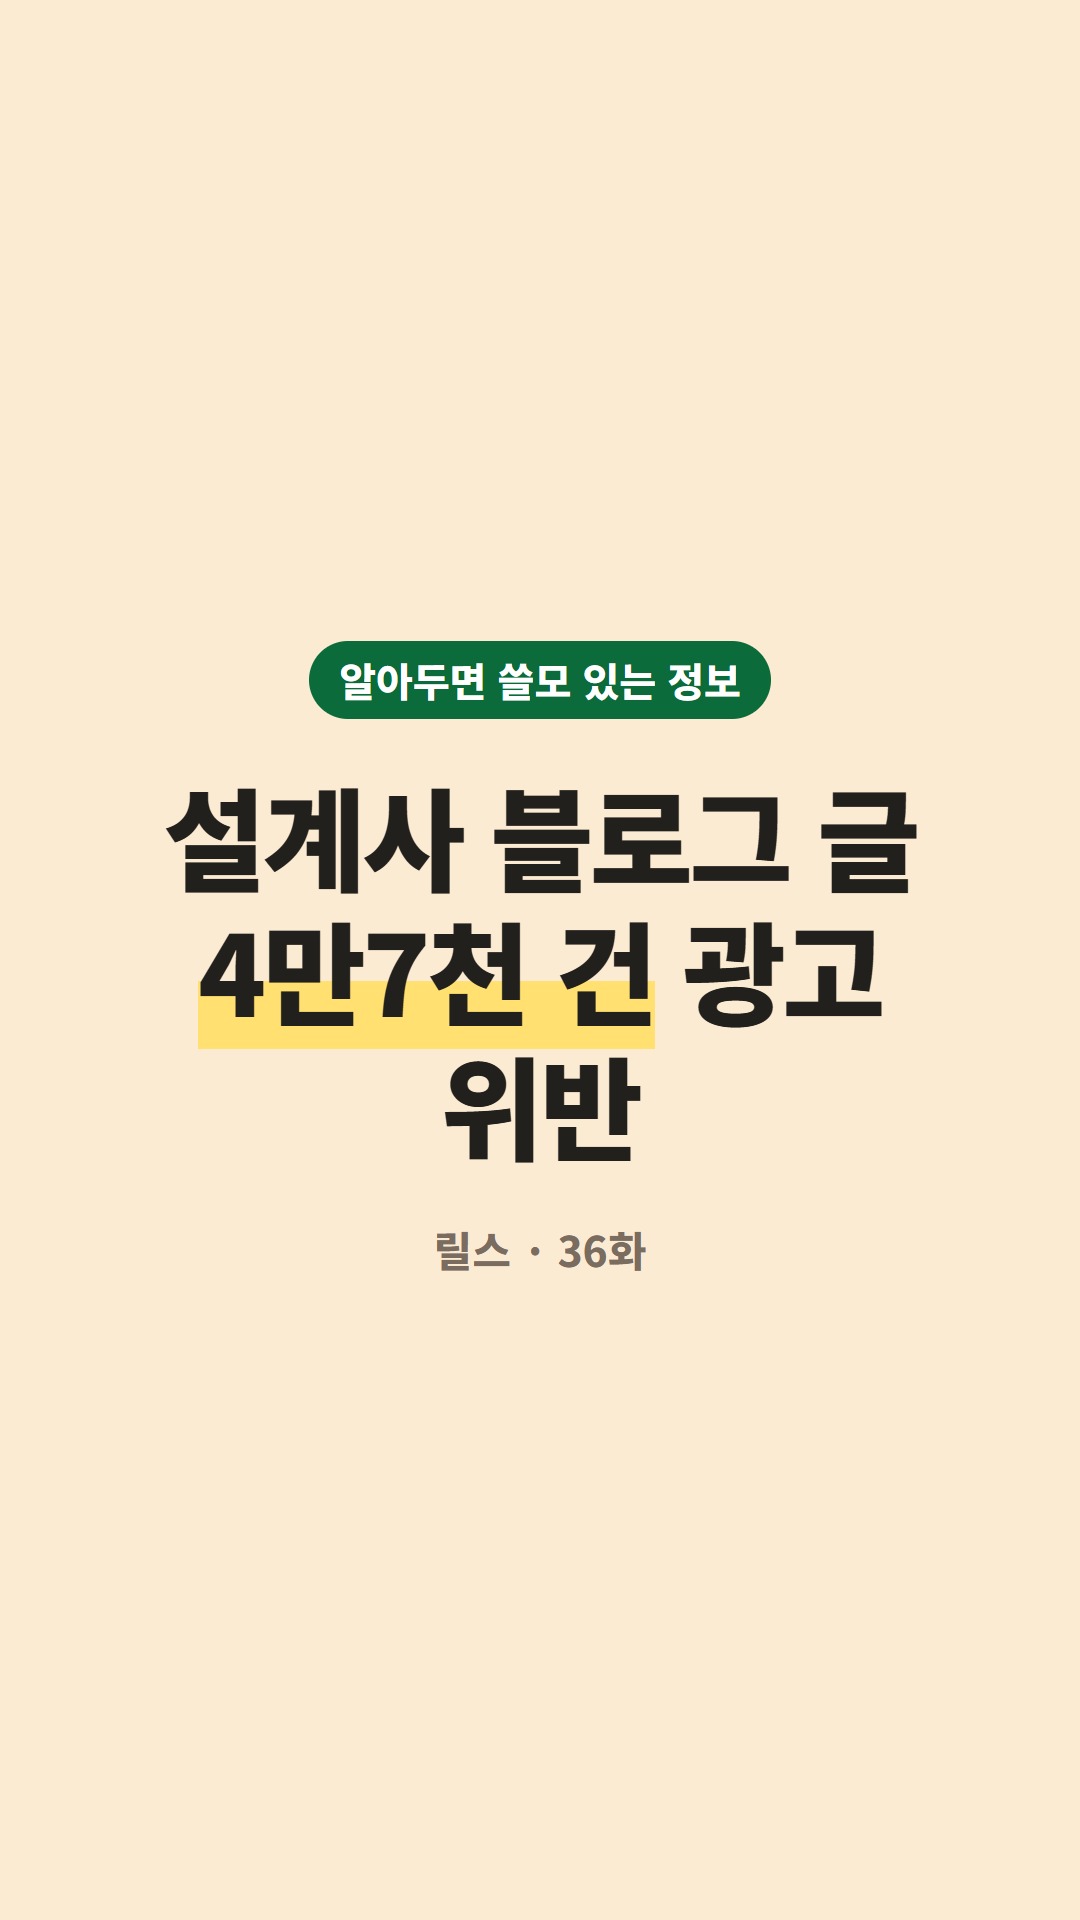 알아두면 쓸모 있는 정보
설계사 블로그 글
4만7천 건 광고
위반
릴스 · 36화